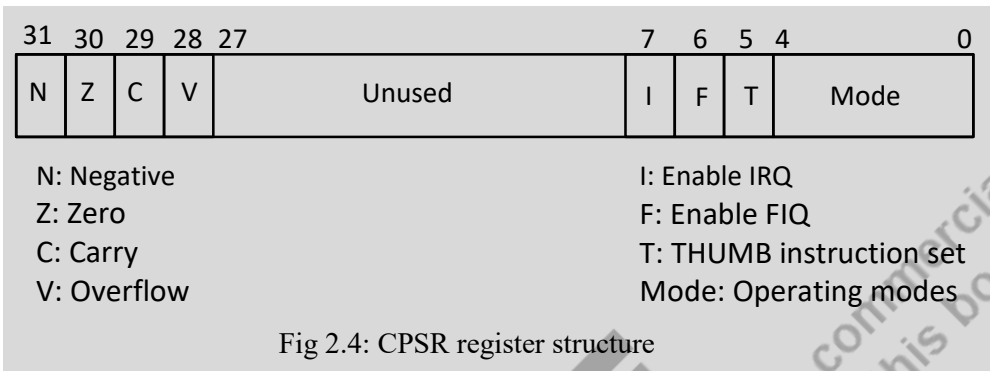 31 30 29 28 27 7 6 5 4 0
N Z C V Unused I F T Mode
N: Negative I: Enable IRQ
Z: Zero F: Enable FIQ
C: Carry T: THUMB instruction set
V: Overflow Mode: Operating modes
Fig 2.4: CPSR register structure